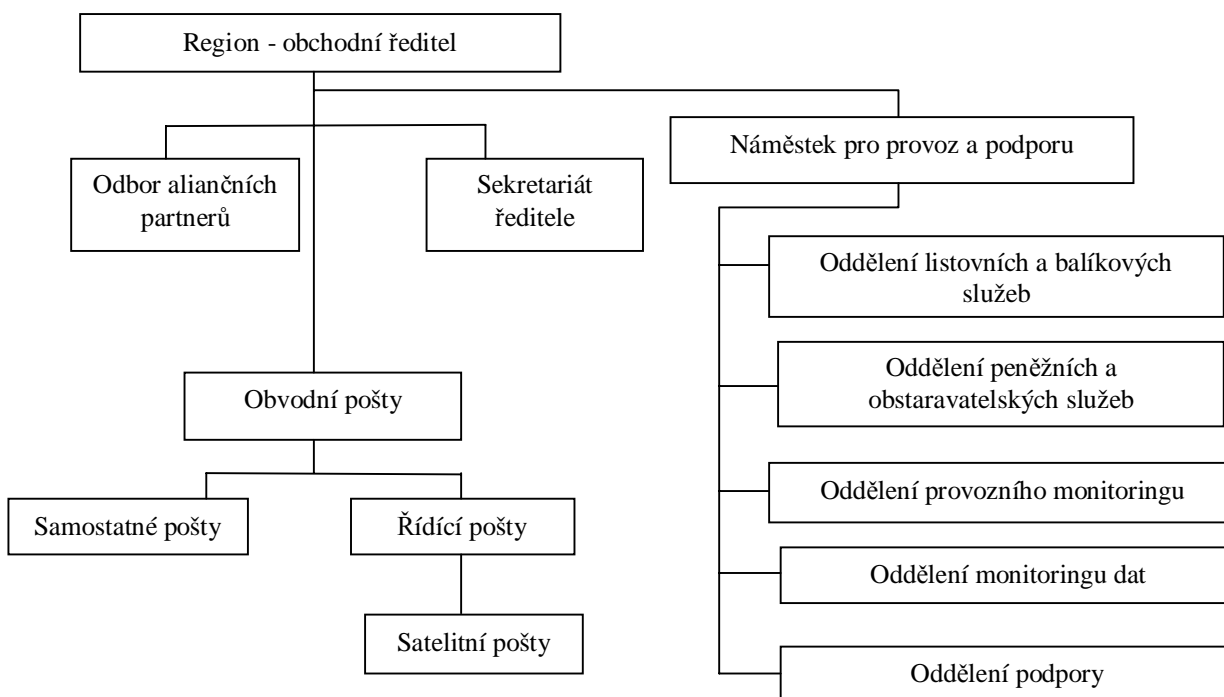 Region - obchodní ředitel
Náměstek pro provoz a podporu
Odbor aliančních
partnerů
Sekretariát
ředitele
Oddělení listovních a balíkových
služeb
Oddělení peněžních a
obstaravatelských služeb
Obvodní pošty
Samostatné pošty
Řídící pošty
Oddělení provozního monitoringu
Oddělení monitoringu dat
Satelitní pošty
Oddělení podpory